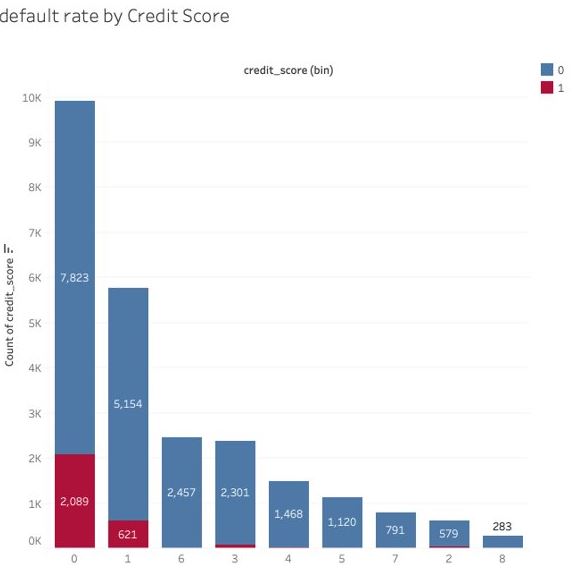 default rate by Credit Score
credit_score (bin)
0
1
10K
9K
8K
7K
6K
5K
4K
3K
2K
1K
0K
Count of credit_score
7,823
2,089
5,154
621
2,457
2,301
1,468
1,120
791
579
283
0 1 6 3 4 5 7 2 8